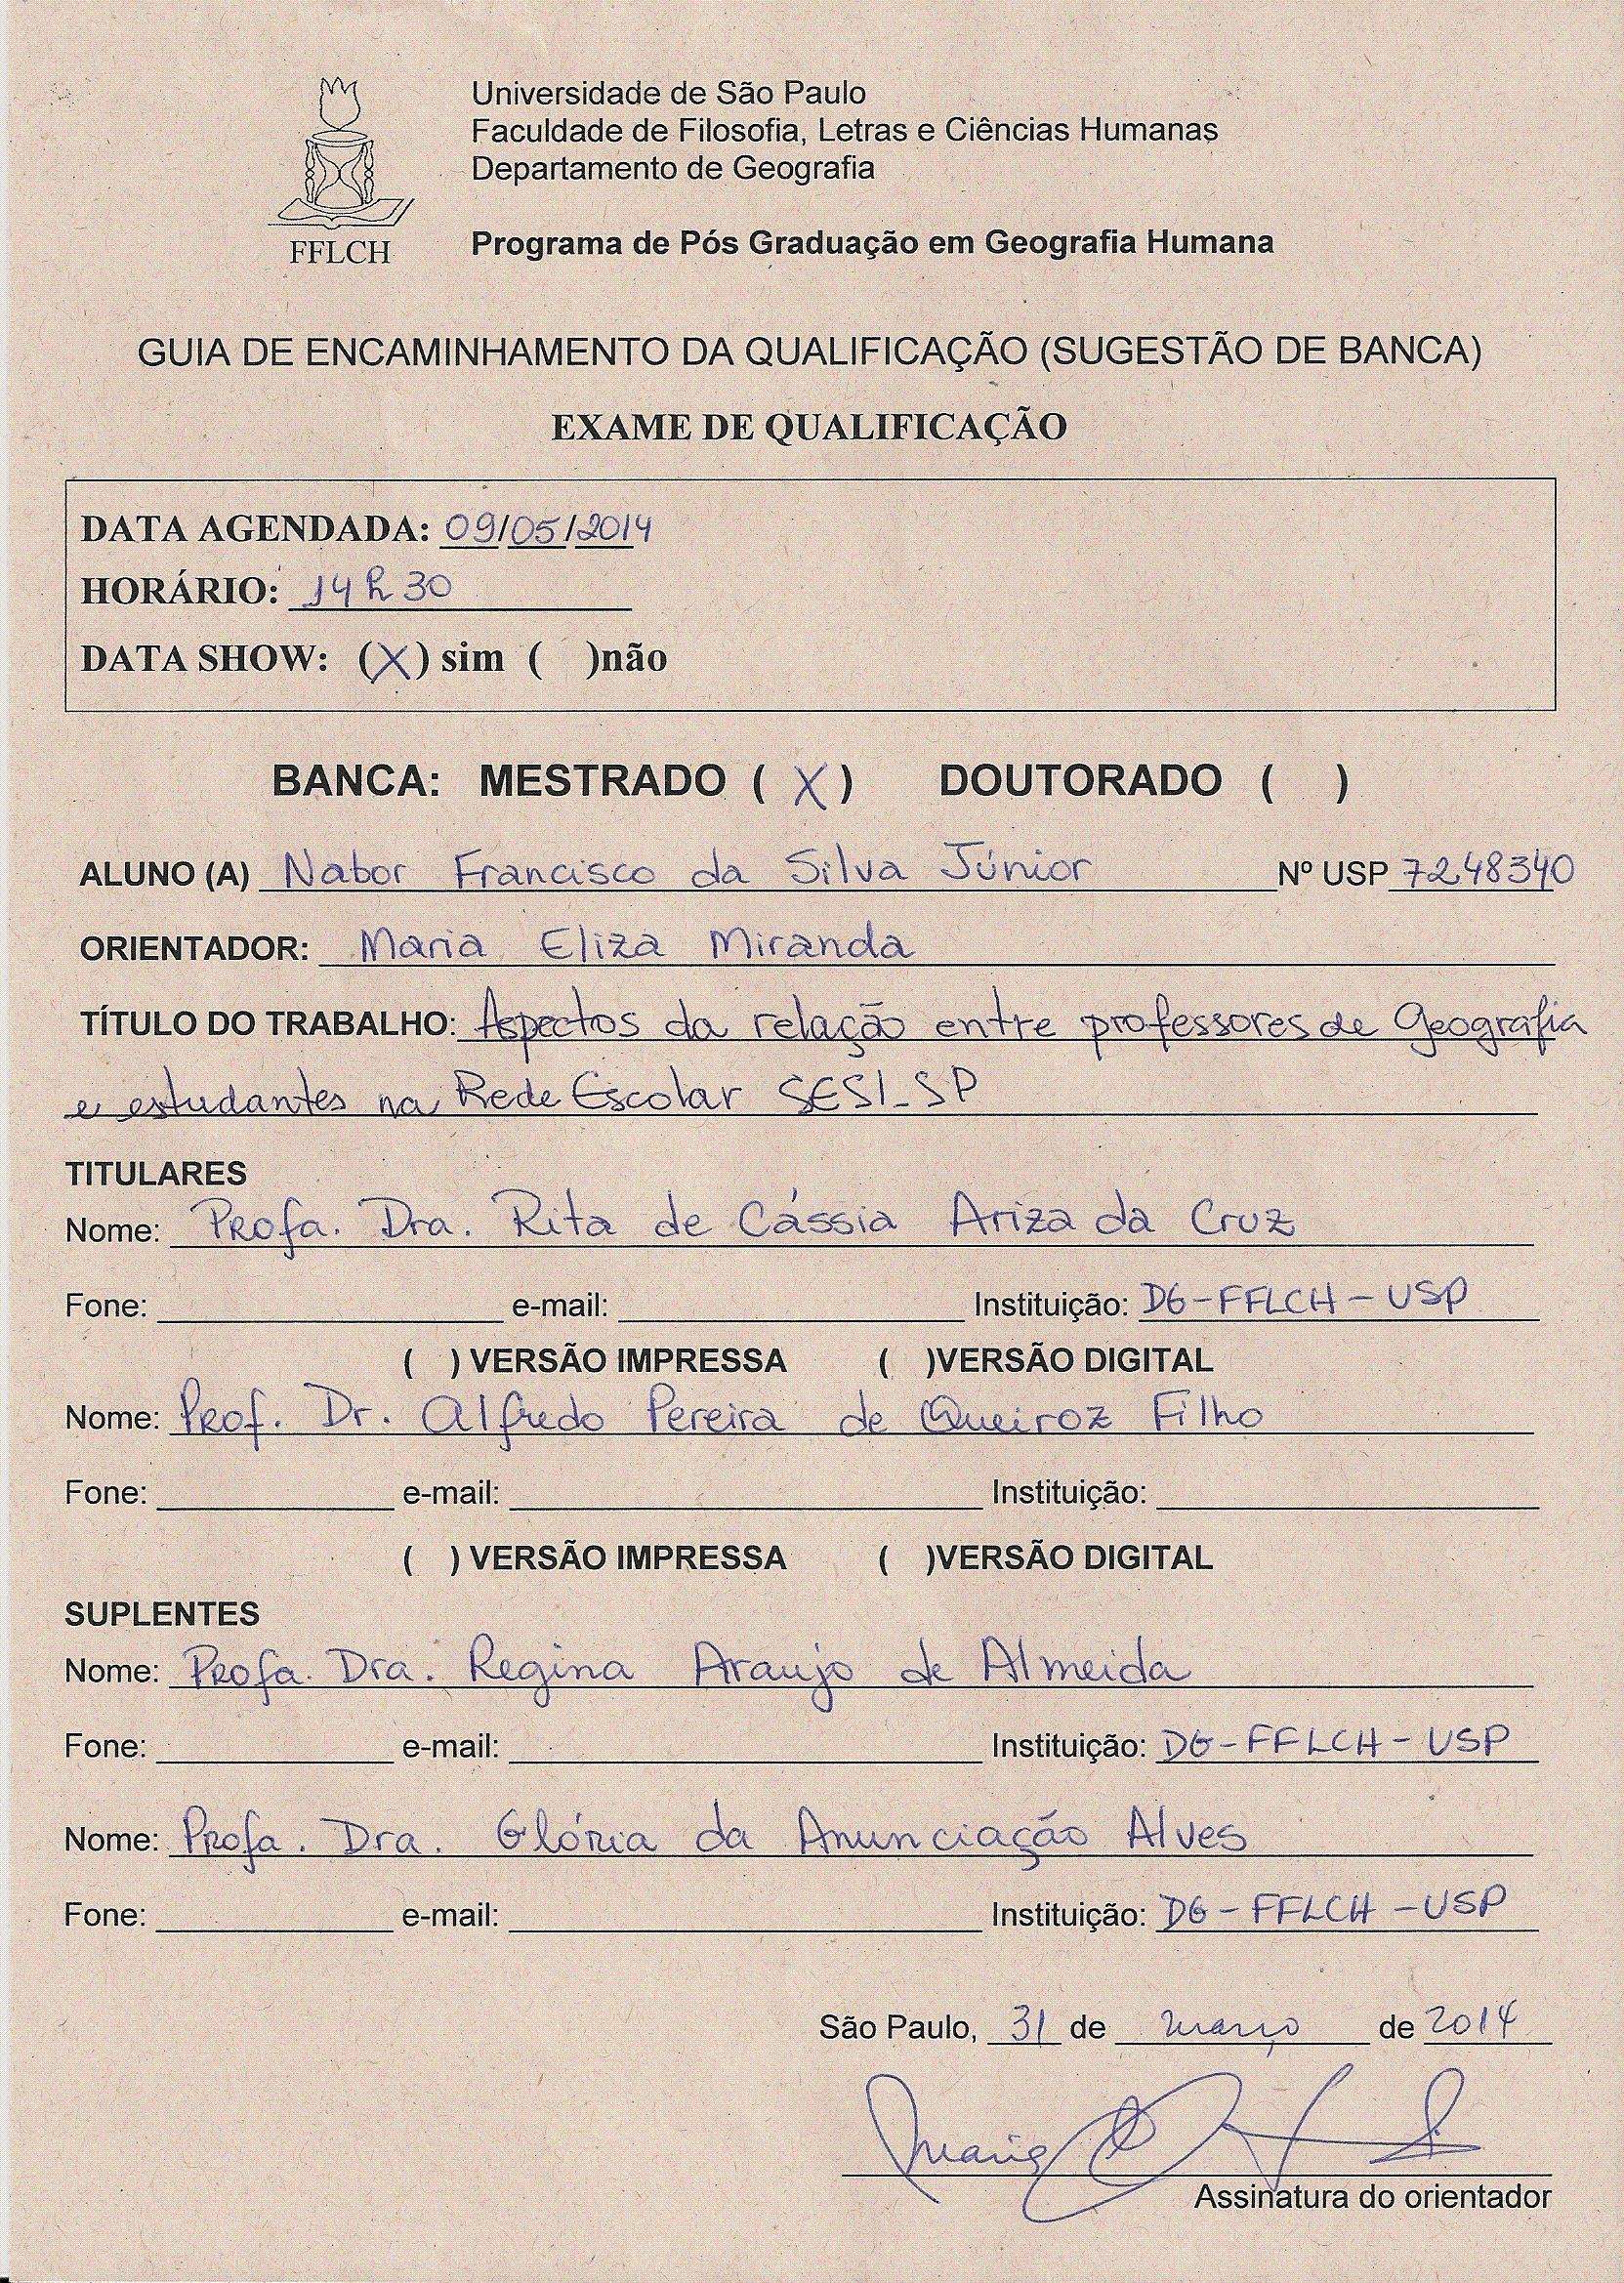 Universidade de São Paulo
Faculdade de Filosofia, Letras e Ciências Humanas
Departamento de Geografia
FFLCH
Programa de Pós Graduação em Geografia Humana
GUIA DE ENCAMINHAMENTO DA QUALIFICAÇÃO (SUGESTÃO DE BANCA)
EXAME DE QUALIFICAÇÃO
DATA AGENDADA: 09/05/2014
HORÁRIO: 14 h 30
DATA SHOW: (X) sim ( )não
BANCA: MESTRADO ( X ) DOUTORADO ( )
ALUNO (A) Nabor Francisco da Silva Júnior Nº USP 7248340
ORIENTADOR: Maria Eliza Miranda
TÍTULO DO TRABALHO: Aspectos da relação entre professores de Geografia
e estudantes na Rede Escolar SESI-SP
TITULARES
Nome: Profa. Dra. Rita de Cássia Ariza da Cruz
Fone: e-mail: Instituição: DG-FFLCH-USP
( ) VERSÃO IMPRESSA ( )VERSÃO DIGITAL
Nome: Prof. Dr. Alfredo Pereira de Queiroz Filho
Fone: e-mail: Instituição:
( ) VERSÃO IMPRESSA ( )VERSÃO DIGITAL
SUPLENTES
Nome: Profa. Dra. Regina Araujo de Almeida
Fone: e-mail: Instituição: DG-FFLCH-USP
Nome: Profa. Dra. Glória da Anunciação Alves
Fone: e-mail: Instituição: DG-FFLCH-USP
São Paulo, 31 de março de 2014
Maria
Assinatura do orientador